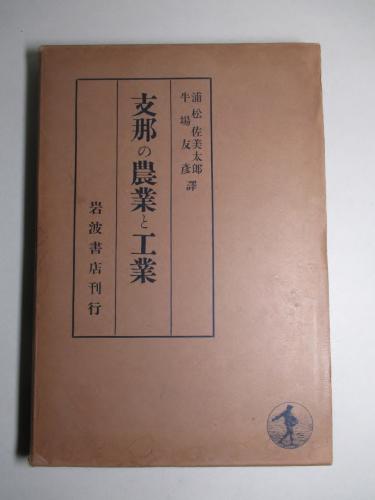 浦松佐美太郎
牛場友彦 譯
支那の農業と工業
岩波書店刊行